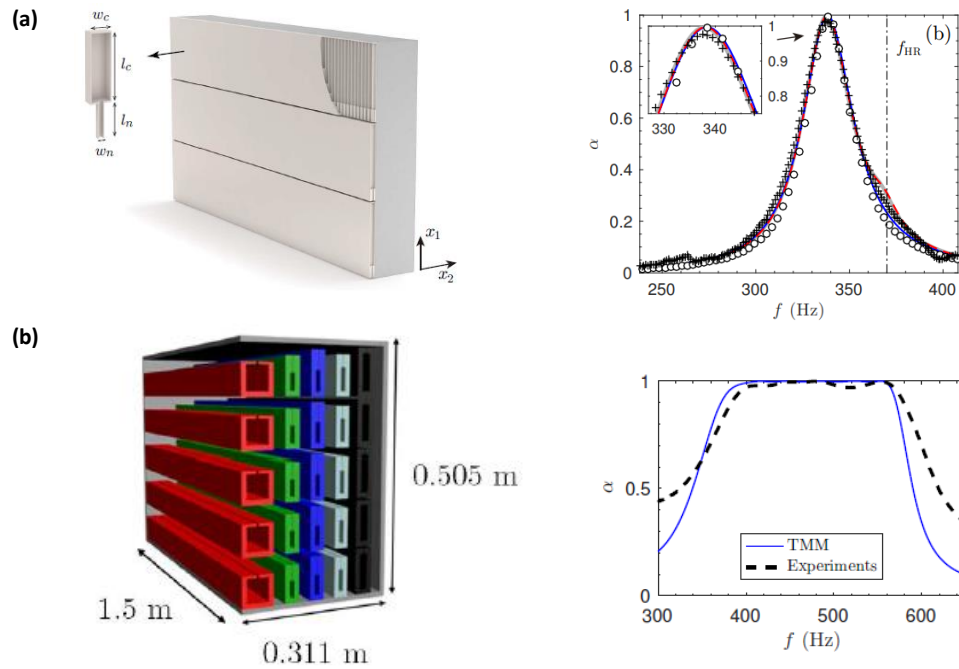 (a)
w_c
l_c
l_n
w_n
x_1
x_2
1
0.8
0.6
0.4
0.2
0
α
250 300 350 400
f (Hz)
(b)
f_HR
1
0.9
0.8
330 340
(b)
1.5 m
0.311 m
0.505 m
1
0.5
0
α
300 400 500 600
f (Hz)
TMM
Experiments